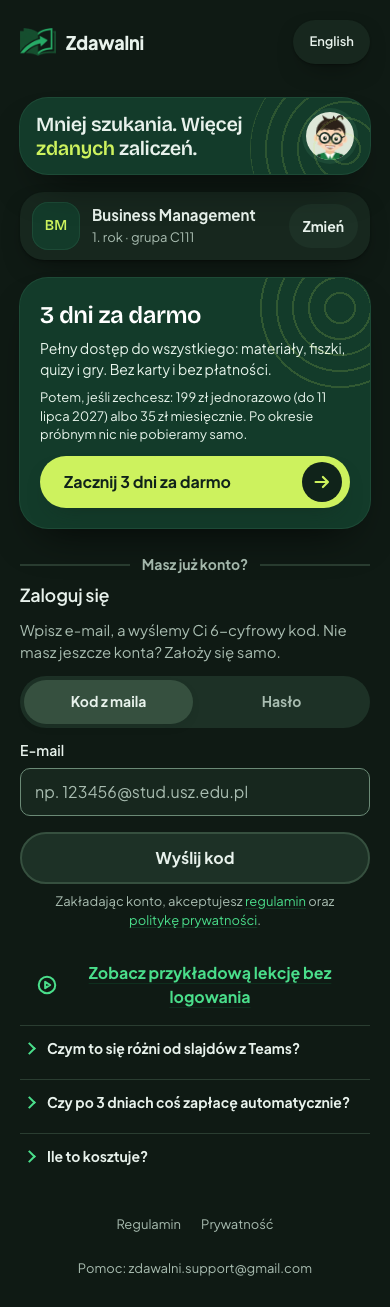 Zdawalni
English
Mniej szukania. Więcej
zdanych zaliczeń.
BM
Business Management
1. rok · grupa C111
Zmień
3 dni za darmo
Pełny dostęp do wszystkiego: materiały, fiszki,
quizy i gry. Bez karty i bez płatności.
Potem, jeśli zechcesz: 199 zł jednorazowo (do 11
lipca 2027) albo 35 zł miesięcznie. Po okresie
próbnym nic nie pobieramy samo.
Zacznij 3 dni za darmo
Masz już konto?
Zaloguj się
Wpisz e-mail, a wyślemy Ci 6–cyfrowy kod. Nie
masz jeszcze konta? Założy się samo.
Kod z maila
Hasło
E-mail
np. 123456@stud.usz.edu.pl
Wyślij kod
Zakładając konto, akceptujesz regulamin oraz
politykę prywatności.
Zobacz przykładową lekcję bez
logowania
Czym to się różni od slajdów z Teams?
Czy po 3 dniach coś zapłacę automatycznie?
Ile to kosztuje?
Regulamin
Prywatność
Pomoc: zdawalni.support@gmail.com